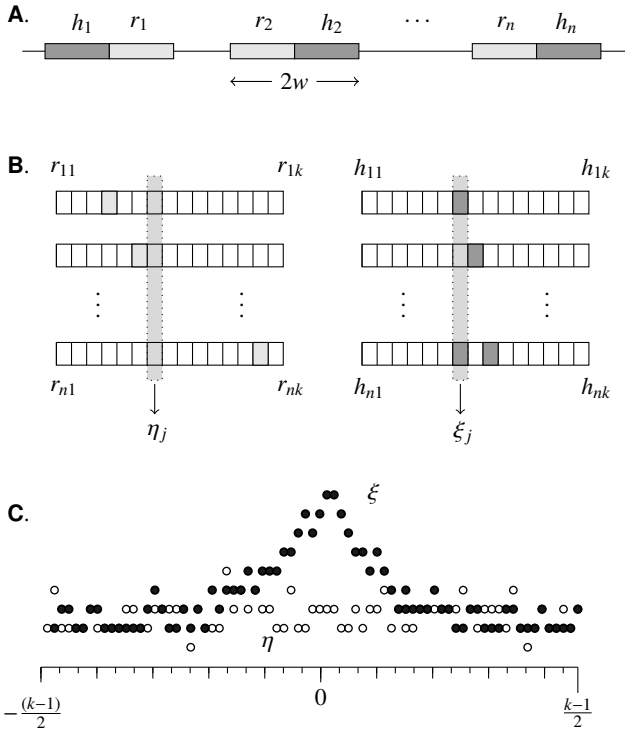 A.
h₁ r₁ r₂ h₂ ⋯ rₙ hₙ
2w
B.
r₁₁ r₁ₖ h₁₁ h₁ₖ
⋮ ⋮ ⋮ ⋮
rₙ₁ rₙₖ hₙ₁ hₙₖ
ηⱼ ξⱼ
C.
ξ
η
−(k−1)/2 0 k−1/2